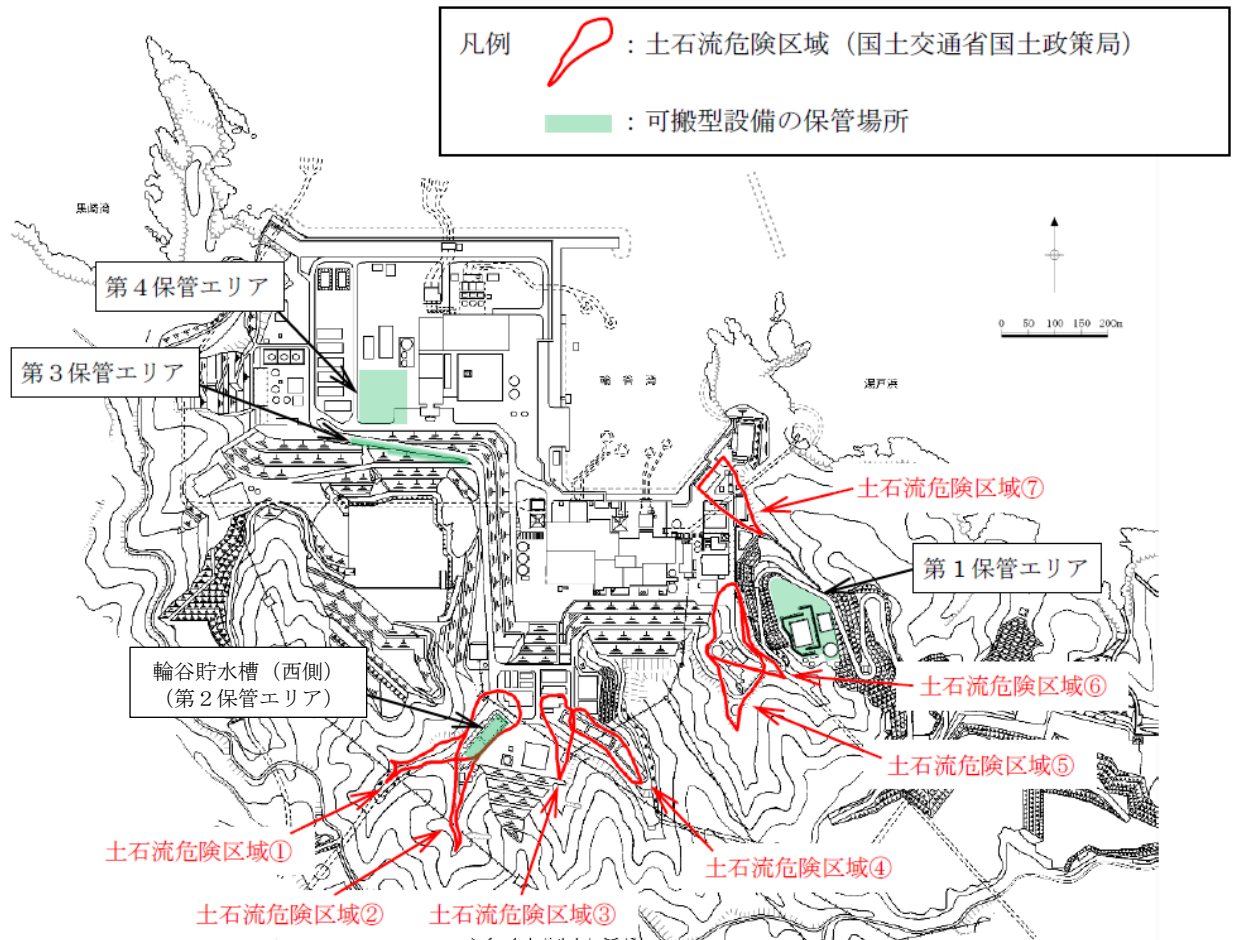 凡例
：土石流危険区域（国土交通省国土政策局）
：可搬型設備の保管場所
黒崎湾
第４保管エリア
0 50 100 150 200m
第３保管エリア
輪谷湾
湯戸浜
土石流危険区域⑦
第１保管エリア
輪谷貯水槽（西側）
（第２保管エリア）
土石流危険区域⑥
土石流危険区域⑤
土石流危険区域①
土石流危険区域④
土石流危険区域②
土石流危険区域③